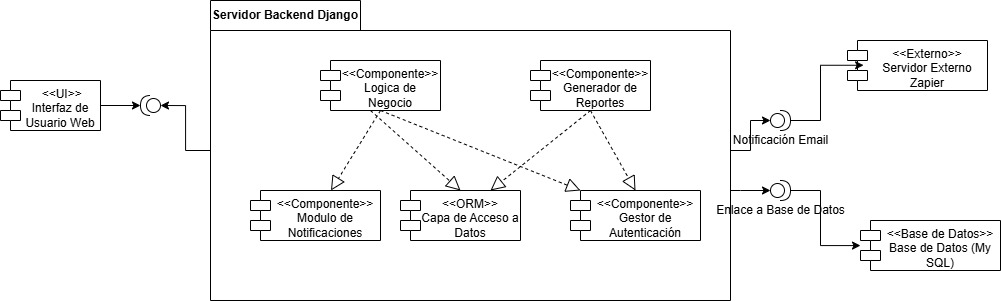 Servidor Backend Django
<<Componente>>
Logica de
Negocio
<<Componente>>
Generador de
Reportes
<<Externo>>
Servidor Externo
Zapier
<<UI>>
Interfaz de
Usuario Web
Notificación Email
<<Componente>>
Modulo de
Notificaciones
<<ORM>>
Capa de Acceso a
Datos
<<Componente>>
Gestor de
Autenticación
Enlace a Base de Datos
<<Base de Datos>>
Base de Datos (My
SQL)